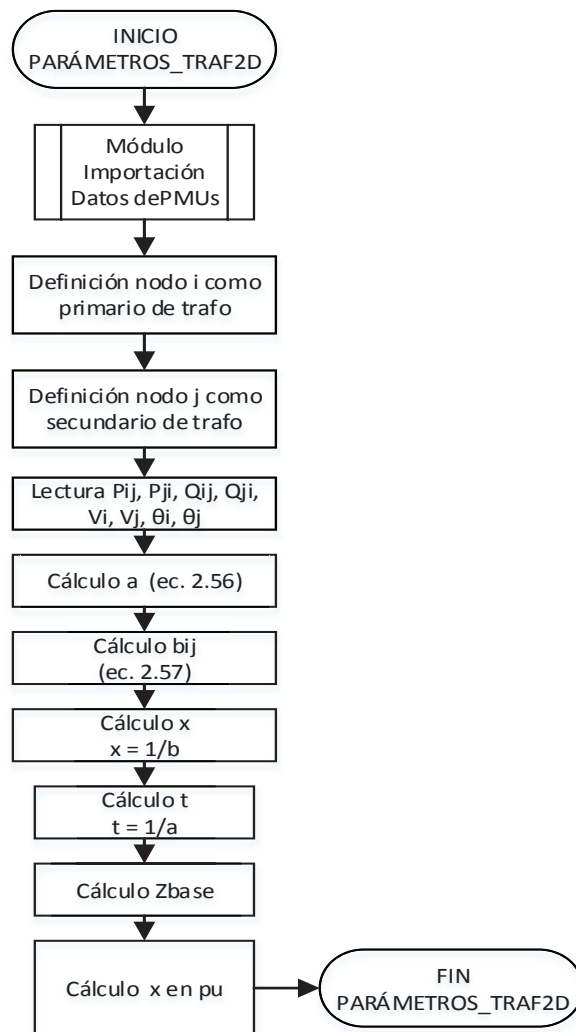 INICIO
PARÁMETROS_TRAF2D
Módulo
Importación
Datos dePMUs
Definición nodo i como
primario de trafo
Definición nodo j como
secundario de trafo
Lectura Pij, Pji, Qij, Qji,
Vi, Vj, θi, θj
Cálculo a (ec. 2.56)
Cálculo bij
(ec. 2.57)
Cálculo x
x = 1/b
Cálculo t
t = 1/a
Cálculo Zbase
Cálculo x en pu
FIN
PARÁMETROS_TRAF2D